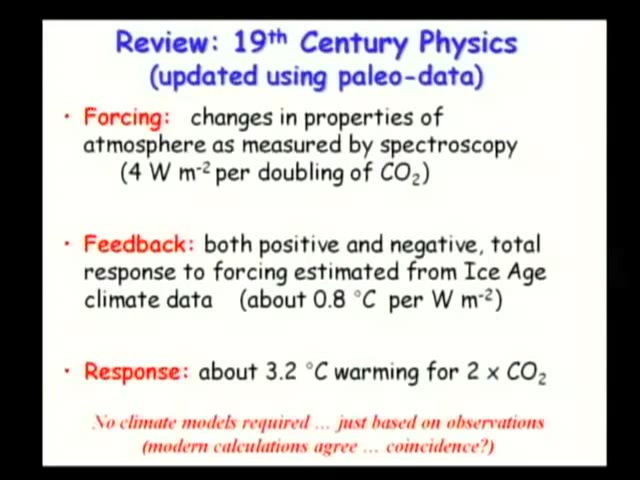 Review: 19th Century Physics
(updated using paleo-data)
• Forcing: changes in properties of
atmosphere as measured by spectroscopy
(4 W m-2 per doubling of CO2)
• Feedback: both positive and negative, total
response to forcing estimated from Ice Age
climate data (about 0.8 °C per W m-2)
• Response: about 3.2 °C warming for 2 x CO2
No climate models required ... just based on observations
(modern calculations agree ... coincidence?)